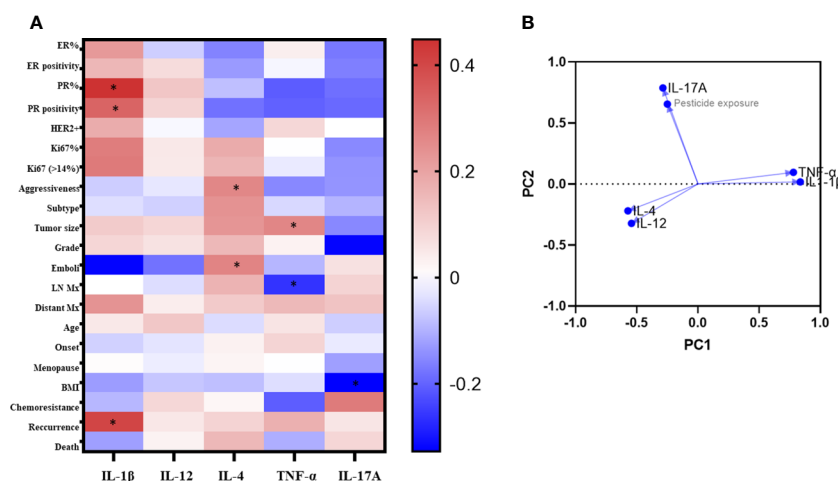 A
ER%
ER positivity
PR%
PR positivity
HER2+
Ki67%
Ki67 (>14%)
Aggressiveness
Subtype
Tumor size
Grade
Emboli
LN Mx
Distant Mx
Age
Onset
Menopause
BMI
Chemoresistance
Reccurrence
Death
* 
*
*
*
*
*
*
*
IL-1β IL-12 IL-4 TNF-α IL-17A
0.4
0.2
0
-0.2
B
1.0
0.5
0.0
-0.5
-1.0
PC2
IL-17A
Pesticide exposure
TNF-α
IL-1β
IL-4
IL-12
-1.0 -0.5 0.0 0.5 1.0
PC1